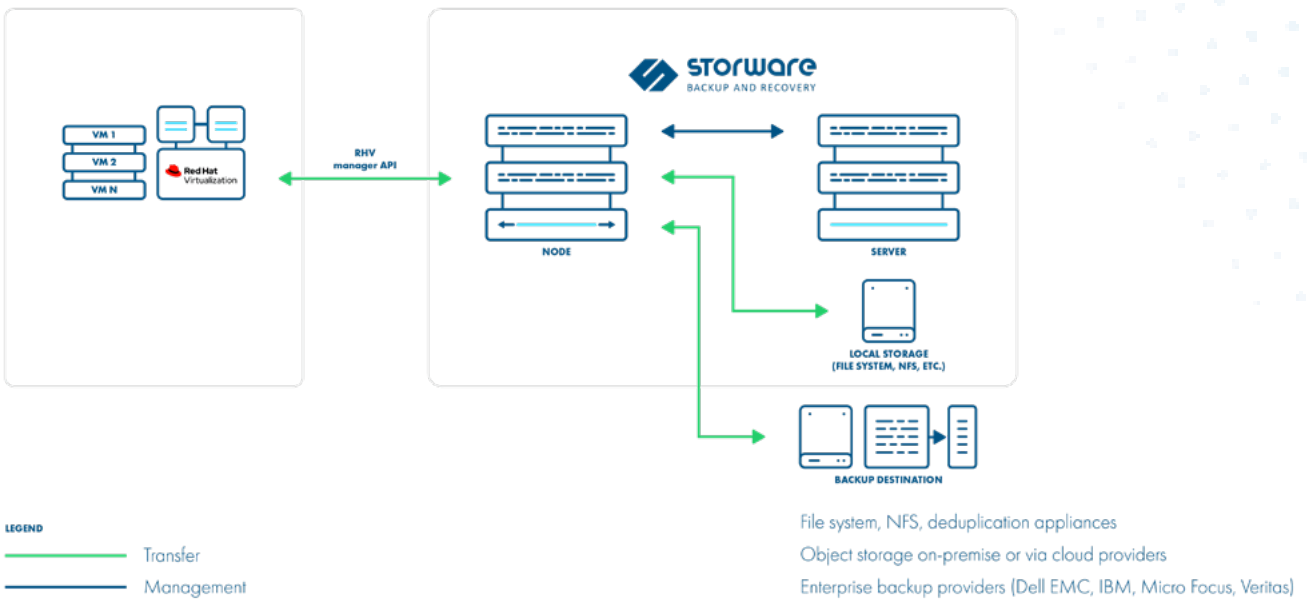 STORWARE
BACKUP AND RECOVERY
VM 1
VM 2
VM N
Red Hat
Virtualization
RHV
manager API
NODE
SERVER
LOCAL STORAGE
(FILE SYSTEM, NFS, ETC.)
BACKUP DESTINATION
LEGEND
Transfer
Management
File system, NFS, deduplication appliances
Object storage on-premise or via cloud providers
Enterprise backup providers (Dell EMC, IBM, Micro Focus, Veritas)